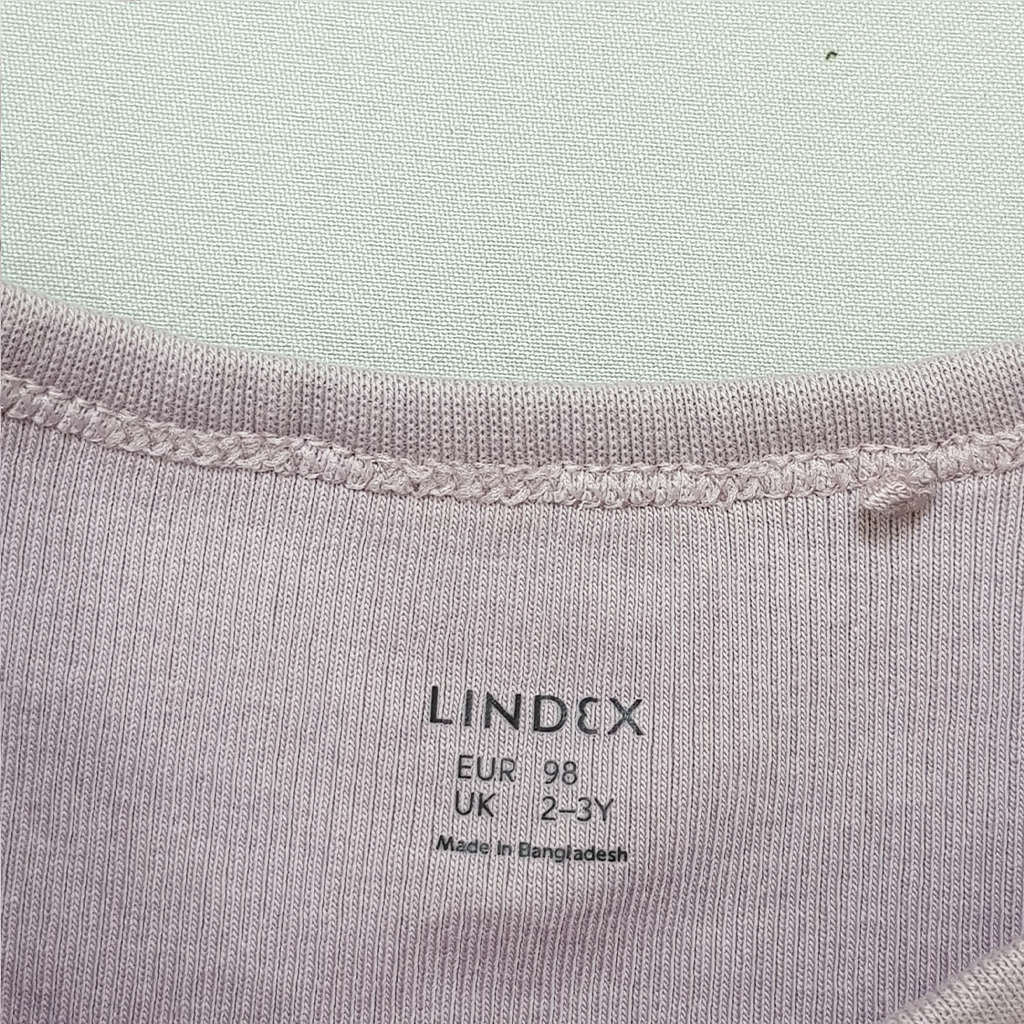 LINDEX
EUR 98
UK 2–3Y
Made in Bangladesh